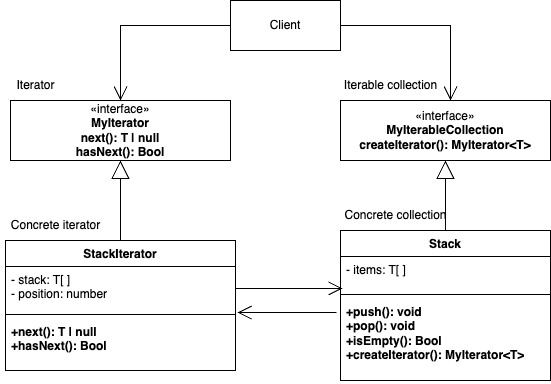 Client
Iterator
Iterable collection
«interface»
MyIterator
next(): T | null
hasNext(): Bool
«interface»
MyIterableCollection
createIterator(): MyIterator<T>
Concrete iterator
Concrete collection
StackIterator
- stack: T[ ]
- position: number
+next(): T | null
+hasNext(): Bool
Stack
- items: T[ ]
+push(): void
+pop(): void
+isEmpty(): Bool
+createIterator(): MyIterator<T>